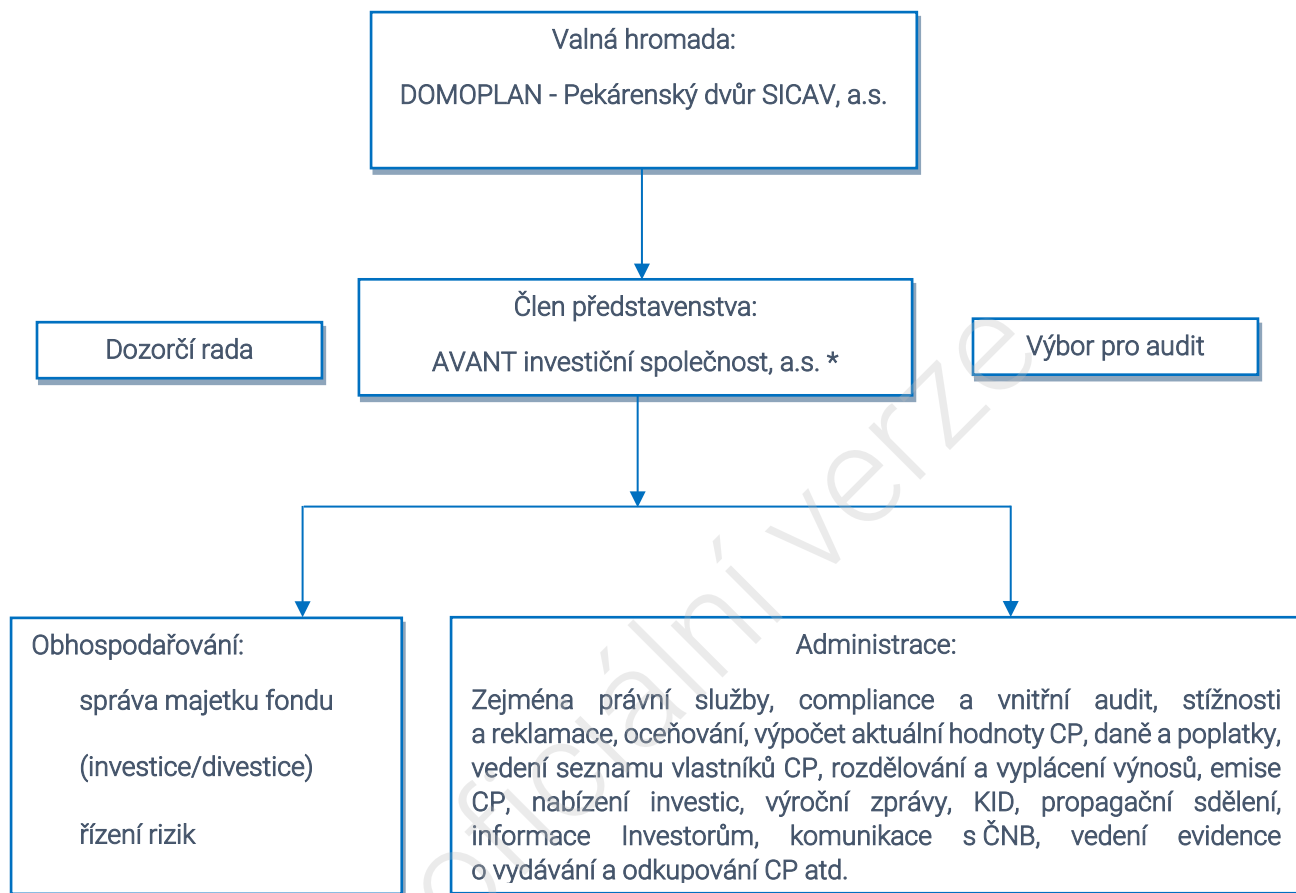 Valná hromada:
DOMOPLAN - Pekárenský dvůr SICAV, a.s.
Člen představenstva:
AVANT investiční společnost, a.s. *
Dozorčí rada
Výbor pro audit
Obhospodařování:
správa majetku fondu
(investice/divestice)
řízení rizik
Administrace:
Zejména právní služby, compliance a vnitřní audit, stížnosti
a reklamace, oceňování, výpočet aktuální hodnoty CP, daně a poplatky,
vedení seznamu vlastníků CP, rozdělování a vyplácení výnosů, emise
CP, nabízení investic, výroční zprávy, KID, propagační sdělení,
informace Investorům, komunikace s ČNB, vedení evidence
o vydávání a odkupování CP atd.
oficiální verze